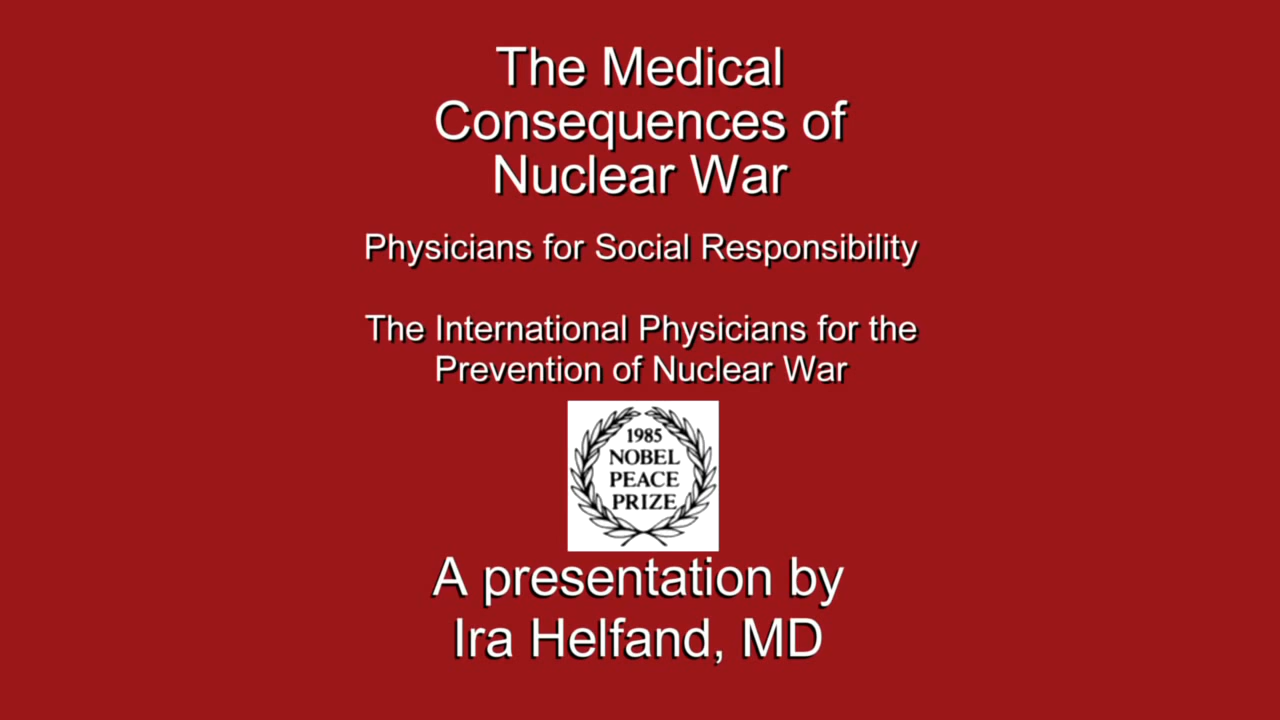 The Medical
Consequences of
Nuclear War
Physicians for Social Responsibility
The International Physicians for the
Prevention of Nuclear War
1985
NOBEL
PEACE
PRIZE
A presentation by
Ira Helfand, MD